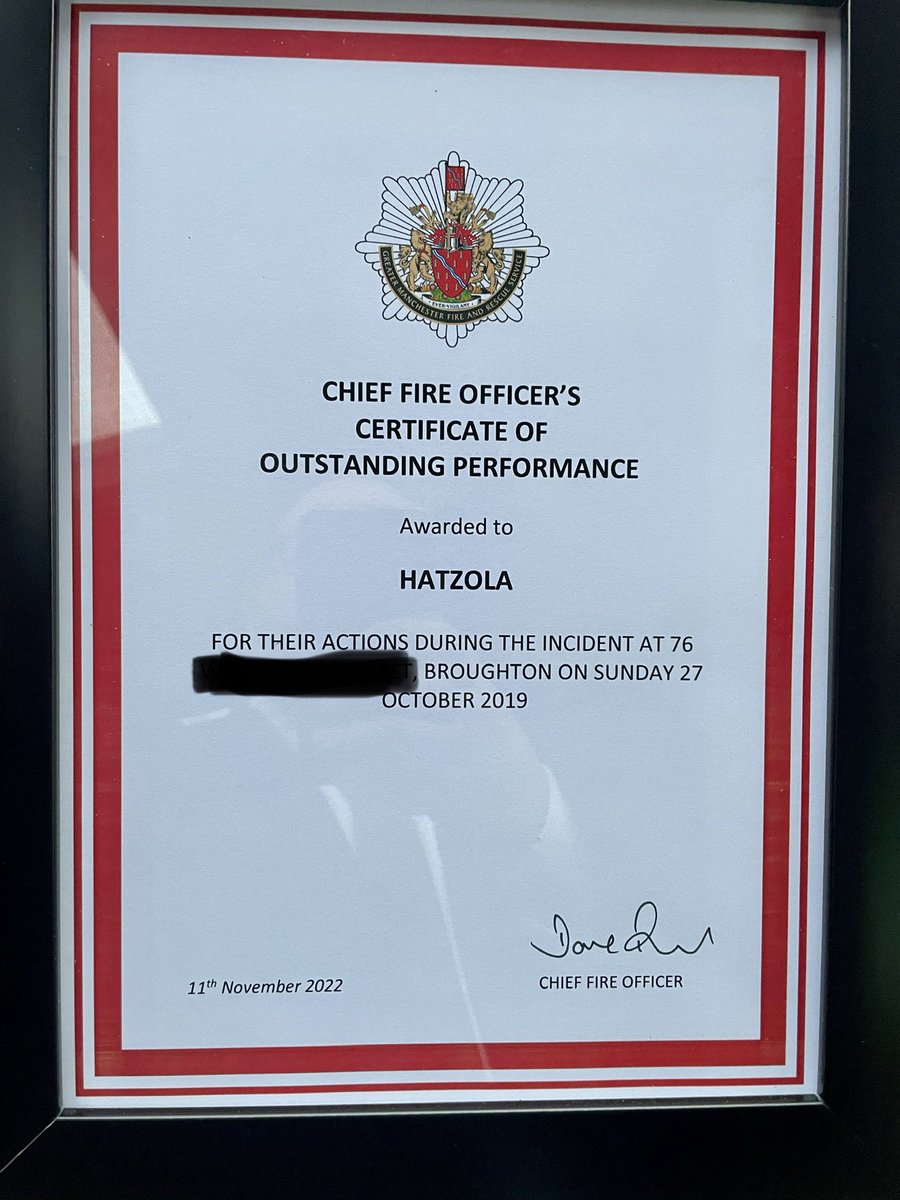 GREATER MANCHESTER FIRE AND RESCUE SERVICE
EVER VIGILANT
CHIEF FIRE OFFICER'S
CERTIFICATE OF
OUTSTANDING PERFORMANCE
Awarded to
HATZOLA
FOR THEIR ACTIONS DURING THE INCIDENT AT 76
, BROUGHTON ON SUNDAY 27
OCTOBER 2019
Dave
CHIEF FIRE OFFICER
11th November 2022